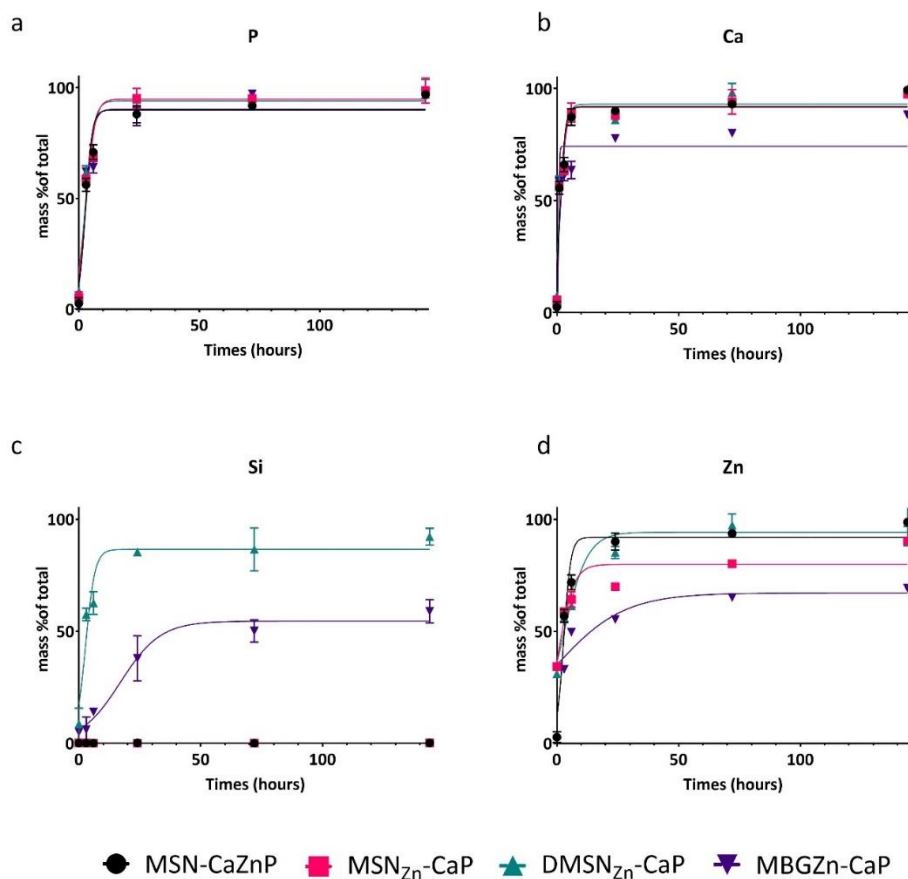 a
P
100
50
0
mass %of total
0
50
100
Times (hours)
b
Ca
100
50
0
mass %of total
0
50
100
Times (hours)
c
Si
100
50
0
mass %of total
0
50
100
Times (hours)
d
Zn
100
50
0
mass %of total
0
50
100
Times (hours)
MSN-CaZnP MSNZn-CaP DMSNZn-CaP MBGZn-CaP